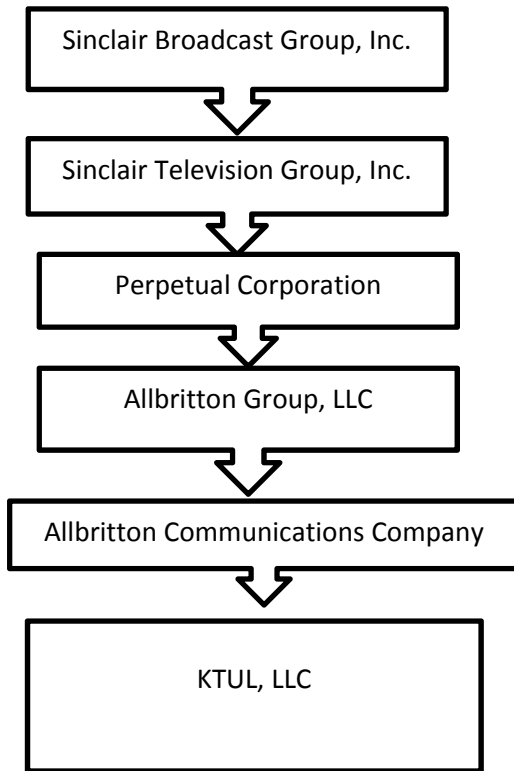 Sinclair Broadcast Group, Inc.
Sinclair Television Group, Inc.
Perpetual Corporation
Allbritton Group, LLC
Allbritton Communications Company
KTUL, LLC